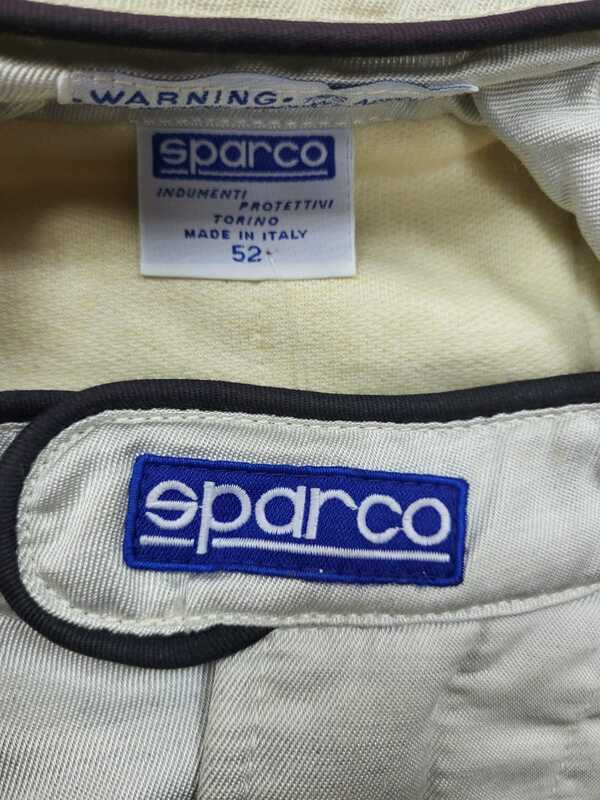 WARNING
sparco
INDUMENTI
PROTETTIVI
TORINO
MADE IN ITALY
52
sparco